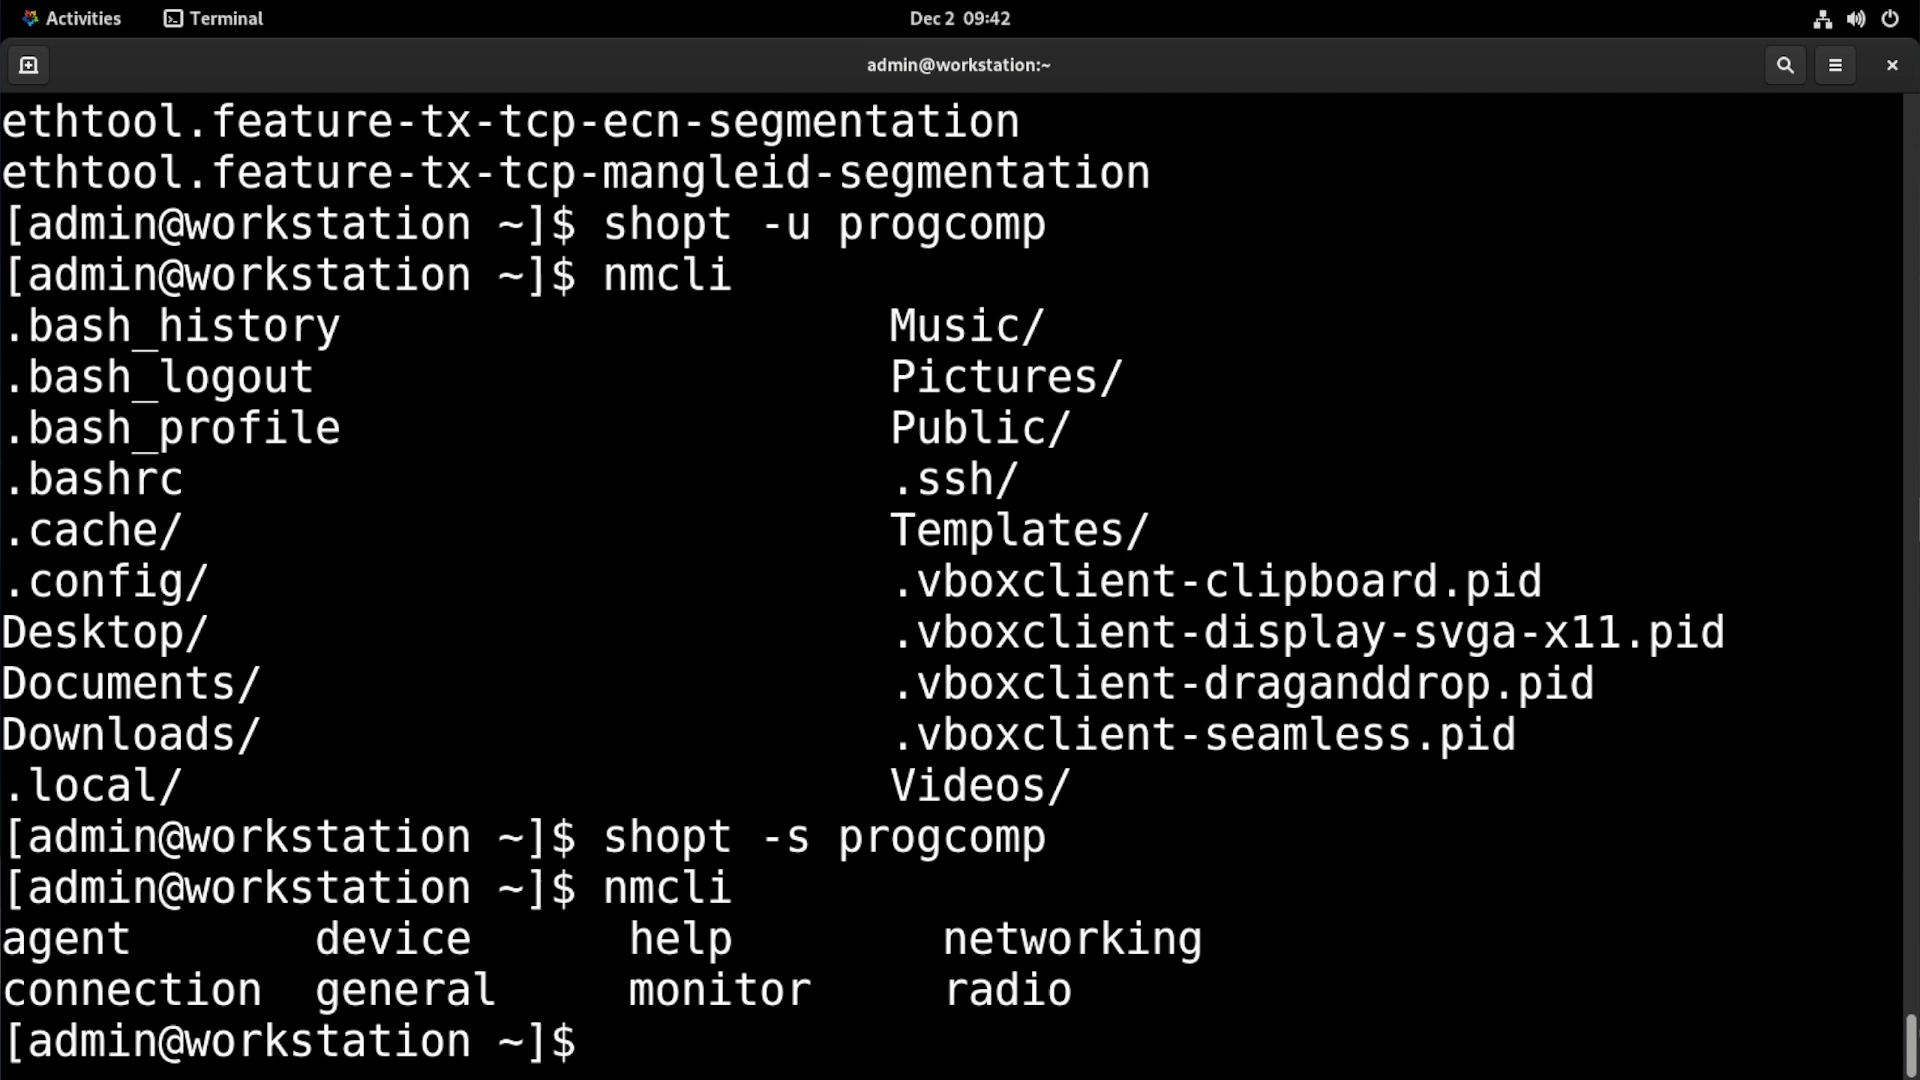 Activities Terminal Dec 2 09:42
admin@workstation:~
ethtool.feature-tx-tcp-ecn-segmentation
ethtool.feature-tx-tcp-mangleid-segmentation
[admin@workstation ~]$ shopt -u progcomp
[admin@workstation ~]$ nmcli
.bash_history Music/
.bash_logout Pictures/
.bash_profile Public/
.bashrc .ssh/
.cache/ Templates/
.config/ .vboxclient-clipboard.pid
Desktop/ .vboxclient-display-svga-x11.pid
Documents/ .vboxclient-draganddrop.pid
Downloads/ .vboxclient-seamless.pid
.local/ Videos/
[admin@workstation ~]$ shopt -s progcomp
[admin@workstation ~]$ nmcli
agent device help networking
connection general monitor radio
[admin@workstation ~]$